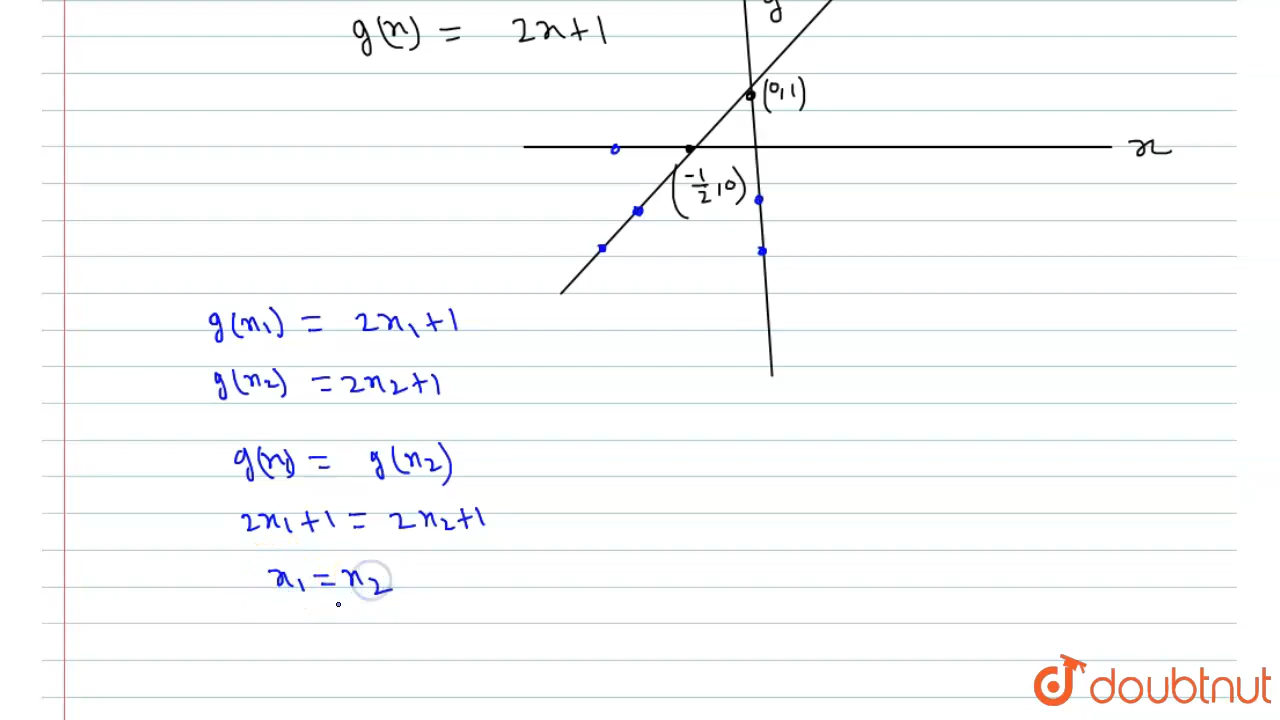 g(x) = 2x+1
y
(0,1)
x
(-1/2,0)
g(x₁) = 2x₁+1
g(x₂) = 2x₂+1
g(x₁) = g(x₂)
2x₁+1 = 2x₂+1
x₁ = x₂
doubtnut